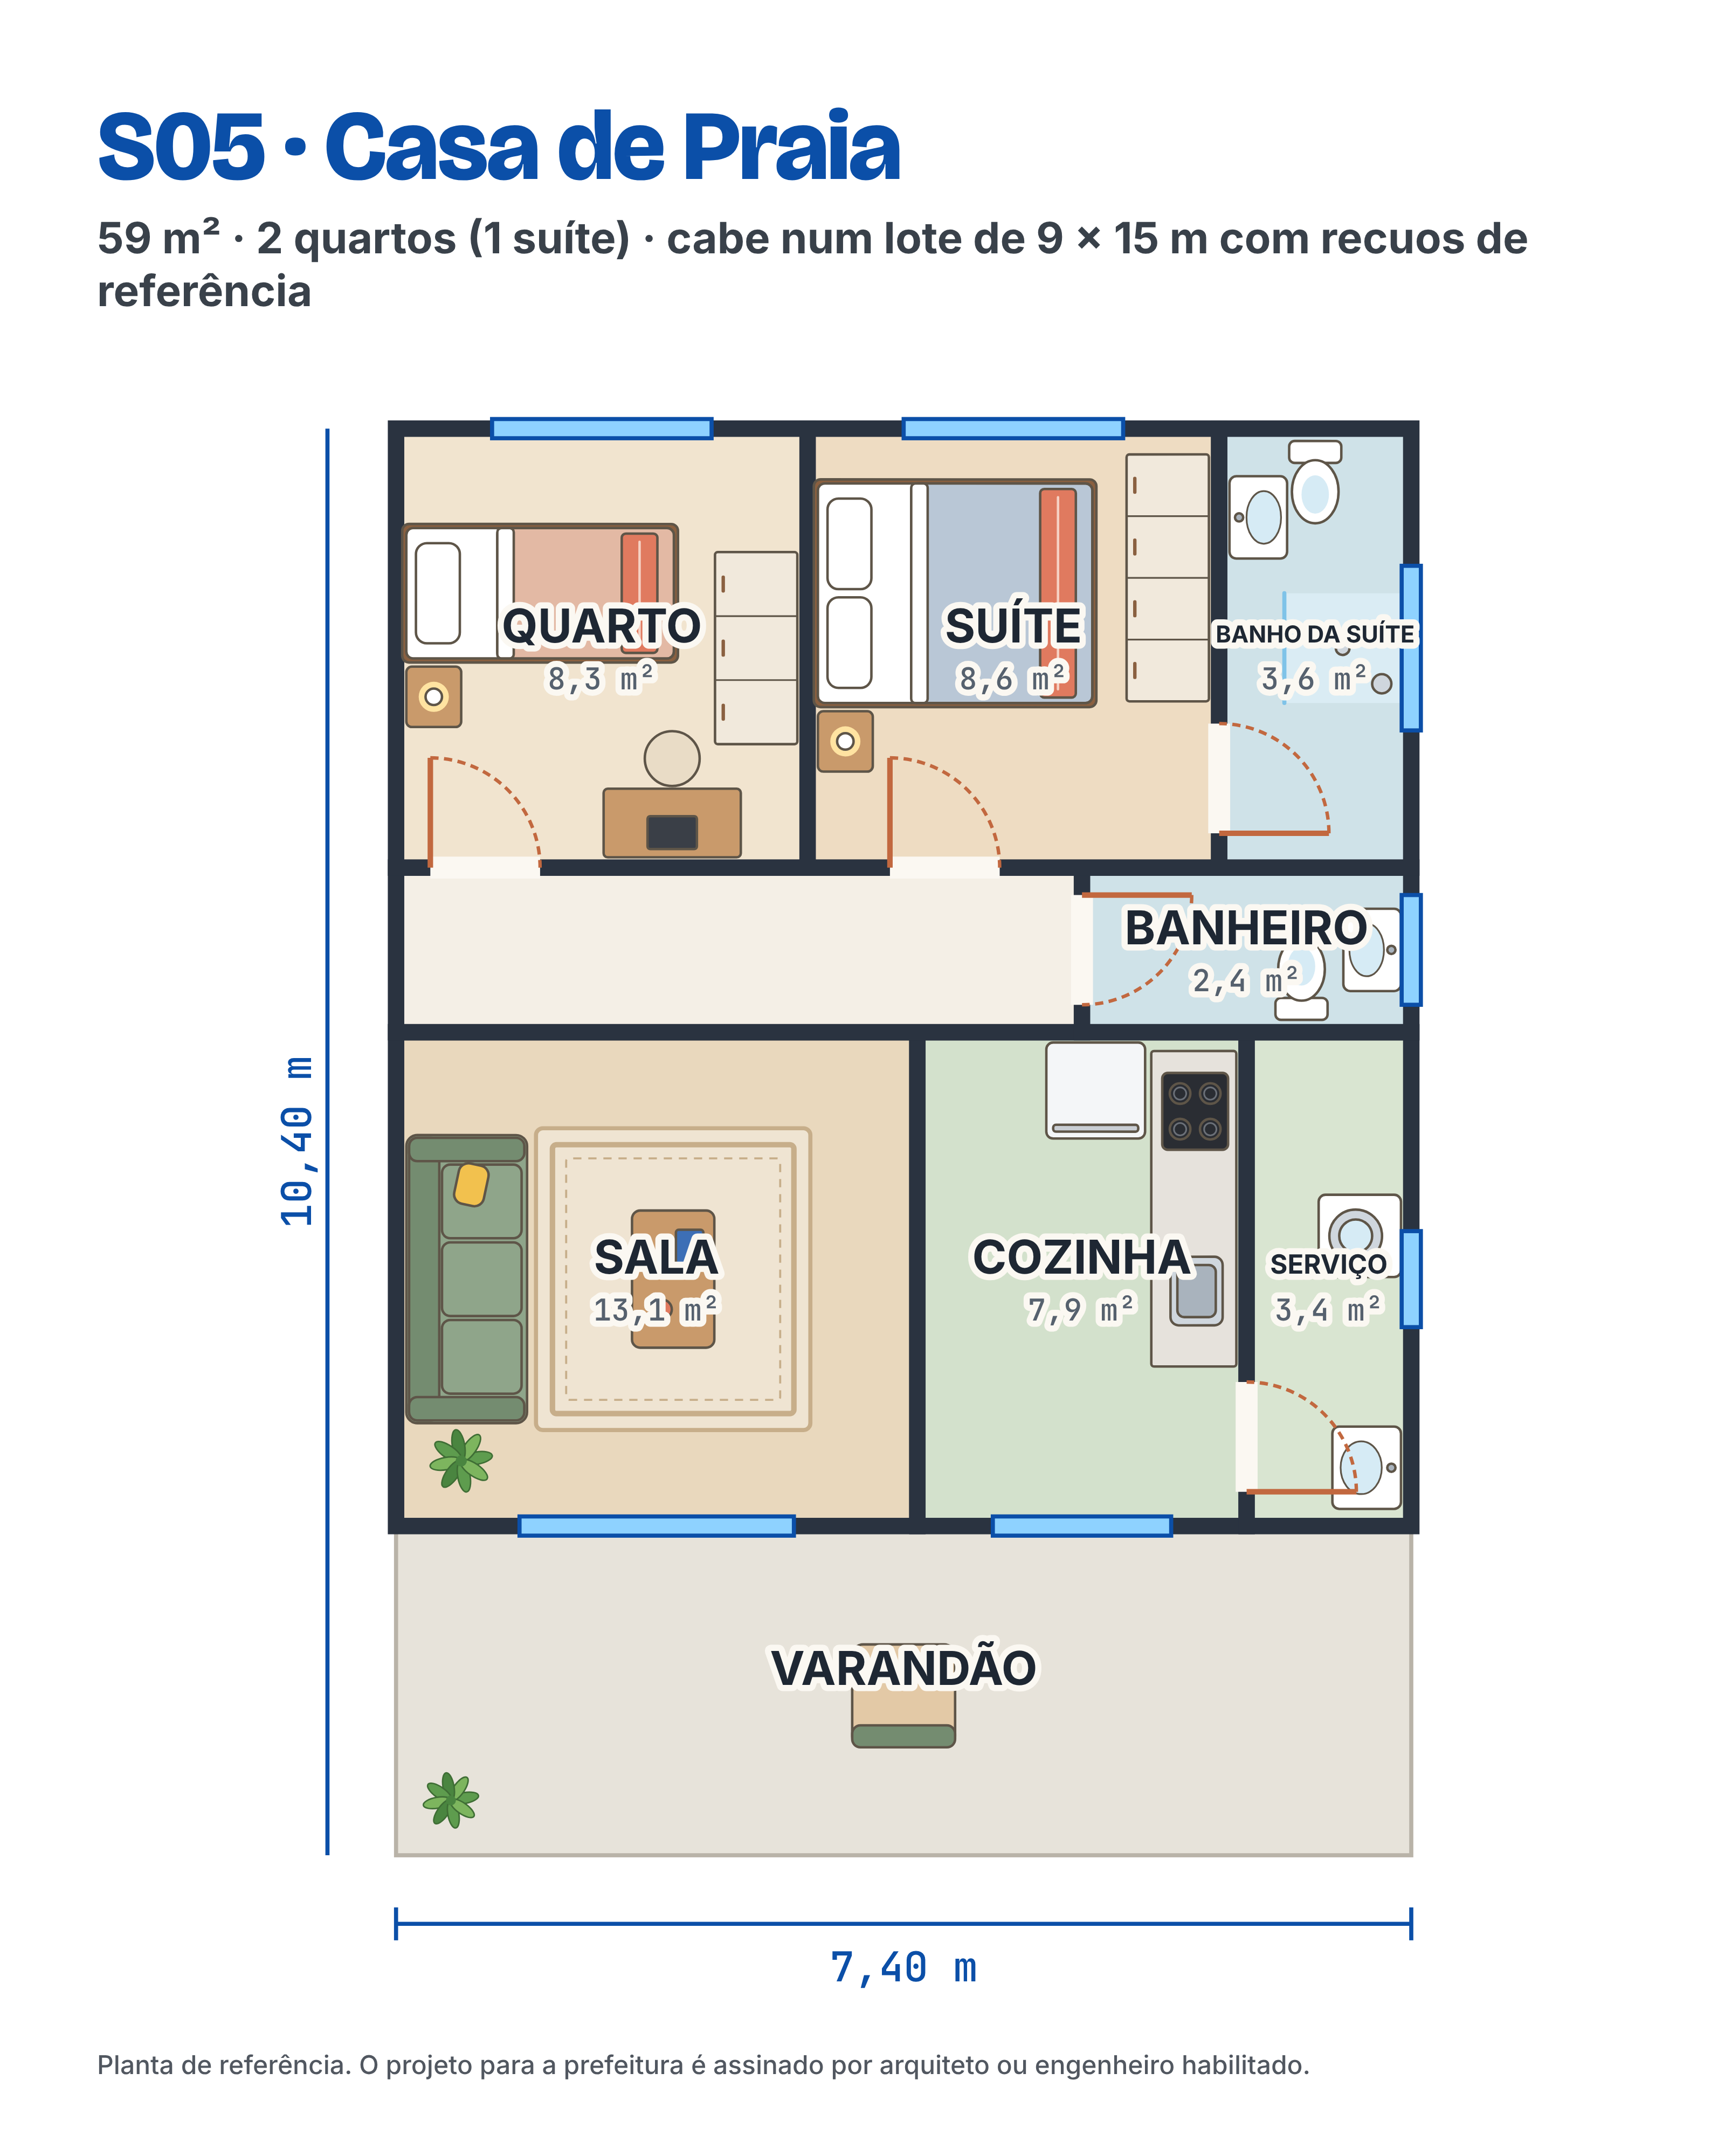 S05 · Casa de Praia
59 m² · 2 quartos (1 suíte) · cabe num lote de 9 × 15 m com recuos de
referência
QUARTO
8,3 m²
SUÍTE
8,6 m²
BANHO DA SUÍTE
3,6 m²
BANHEIRO
2,4 m²
10,40 m
SALA
13,1 m²
COZINHA
7,9 m²
SERVIÇO
3,4 m²
VARANDÃO
7,40 m
Planta de referência. O projeto para a prefeitura é assinado por arquiteto ou engenheiro habilitado.